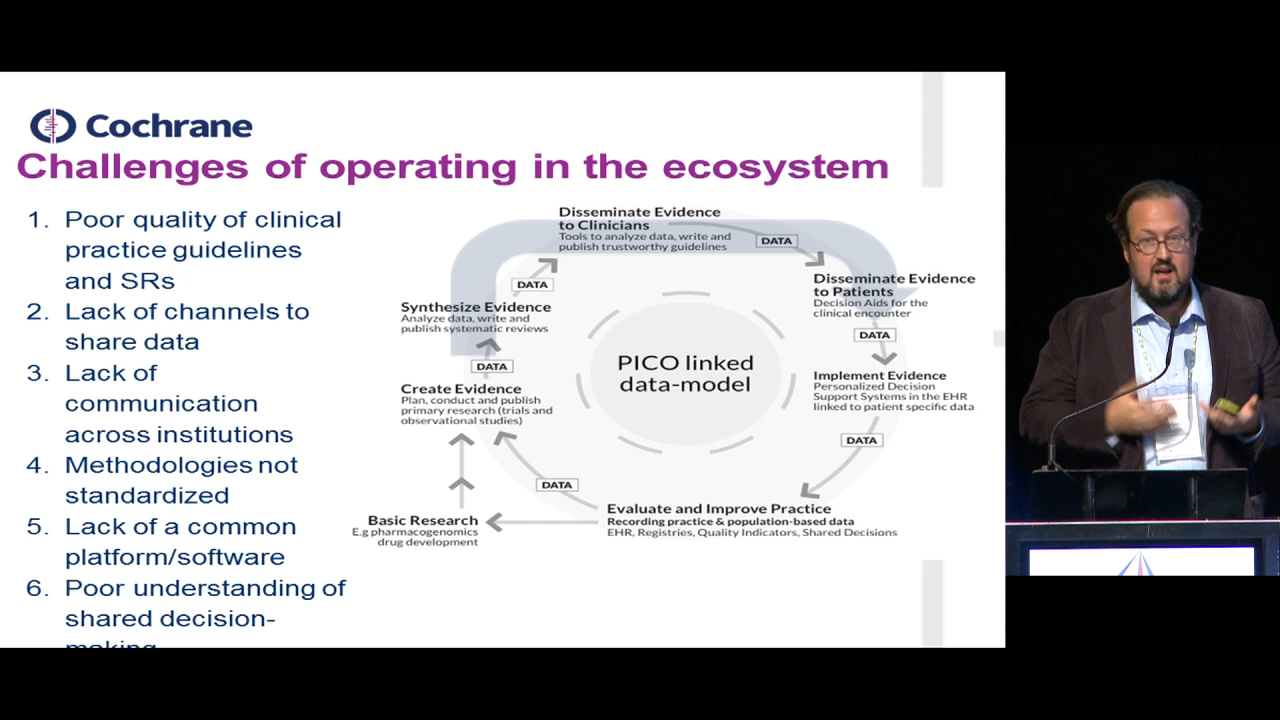 Cochrane
Challenges of operating in the ecosystem
1. Poor quality of clinical
practice guidelines
and SRs
2. Lack of channels to
share data
3. Lack of
communication
across institutions
4. Methodologies not
standardized
5. Lack of a common
platform/software
6. Poor understanding of
shared decision-
making
Disseminate Evidence
to Clinicians
Tools to analyze data, write and
publish trustworthy guidelines
DATA
Disseminate Evidence
to Patients
Decision Aids for the
clinical encounter
DATA
Implement Evidence
Personalized Decision
Support Systems in the EHR
linked to patient specific data
DATA
Evaluate and Improve Practice
Recording practice & population-based data
EHR, Registries, Quality Indicators, Shared Decisions
DATA
Basic Research
E.g pharmacogenomics
drug development
Create Evidence
Plan, conduct and publish
primary research (trials and
observational studies)
DATA
Synthesize Evidence
Analyze data, write and
publish systematic reviews
DATA
PICO linked
data-model